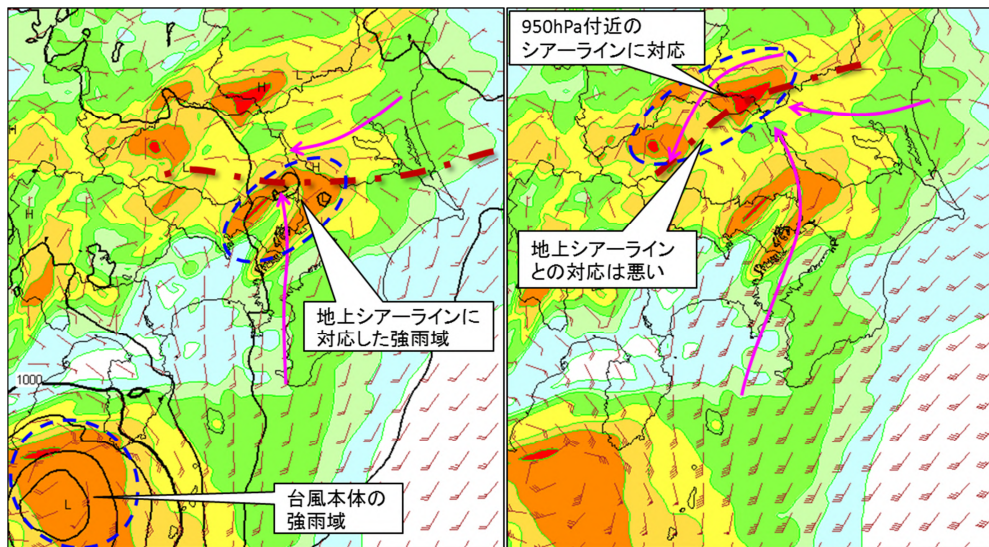 H
H
L
H
H
H
地上シアーラインに
対応した強雨域
1000
L
台風本体の
強雨域
950hPa付近の
シアーラインに対応
地上シアーライン
との対応は悪い